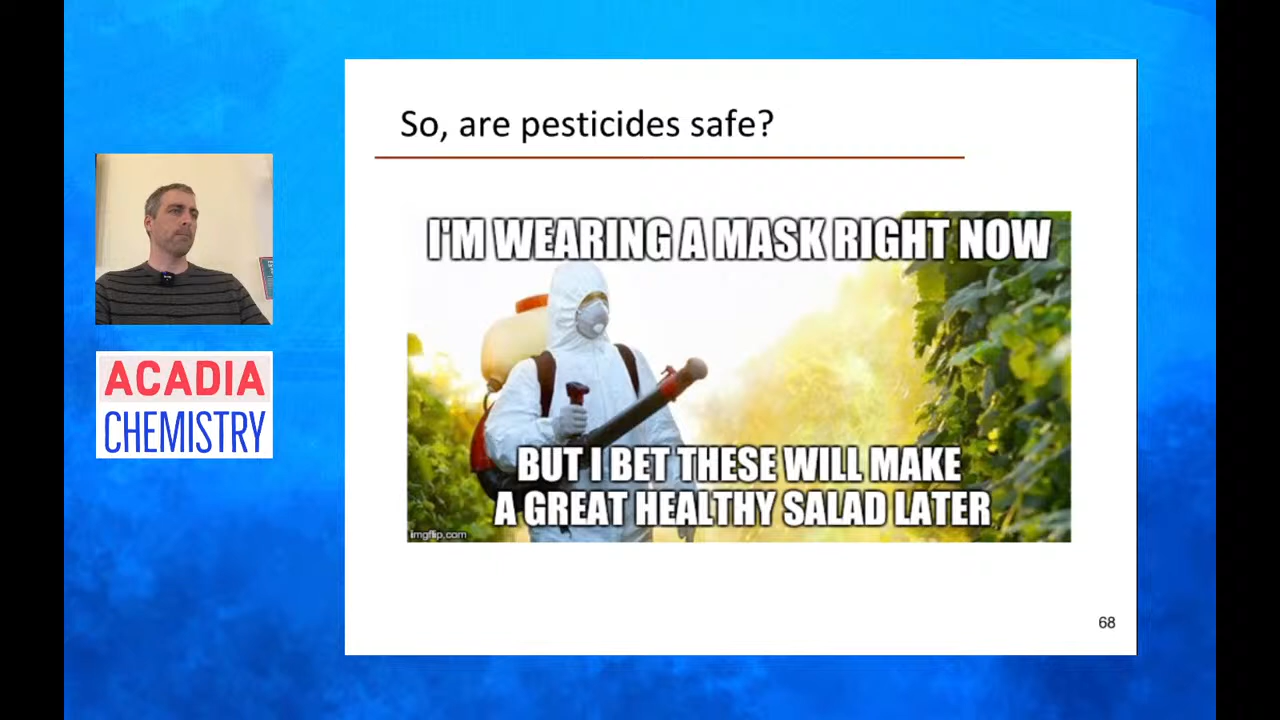 So, are pesticides safe?
I'M WEARING A MASK RIGHT NOW
BUT I BET THESE WILL MAKE
A GREAT HEALTHY SALAD LATER
imgflip.com
ACADIA
CHEMISTRY
68